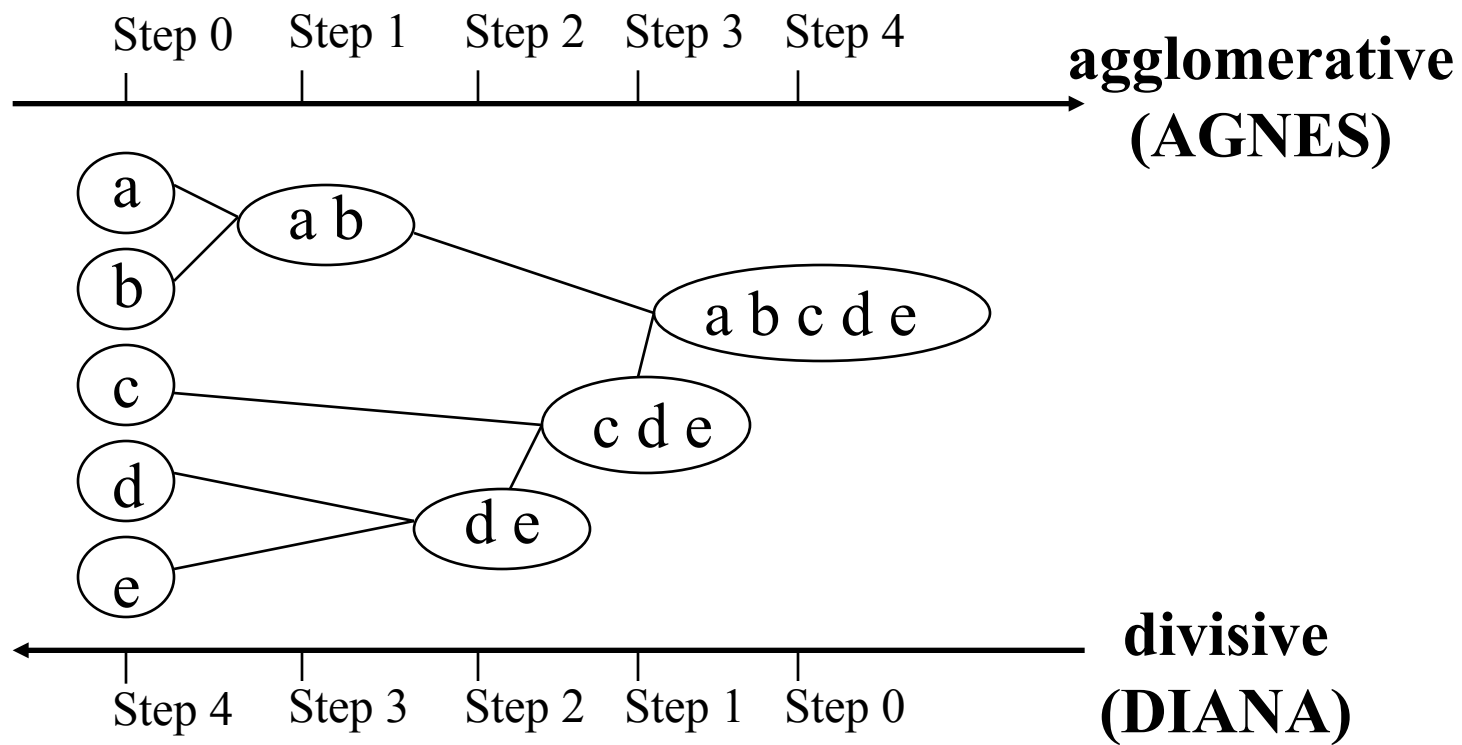 Step 0 Step 1 Step 2 Step 3 Step 4
agglomerative
(AGNES)
a
a b
b
a b c d e
c
c d e
d
d e
e
divisive
(DIANA)
Step 4 Step 3 Step 2 Step 1 Step 0